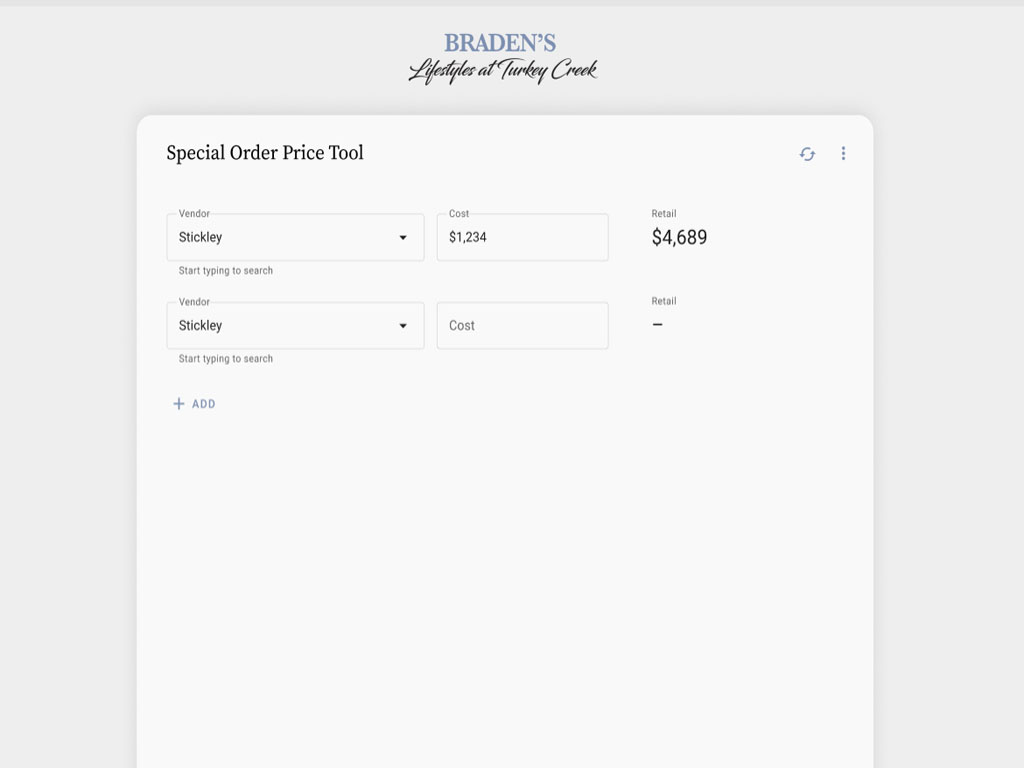 BRADEN'S
Lifestyles at Turkey Creek
Special Order Price Tool
Vendor
Stickley
Start typing to search
Cost
$1,234
Retail
$4,689
Vendor
Stickley
Start typing to search
Cost
Retail
–
+ ADD